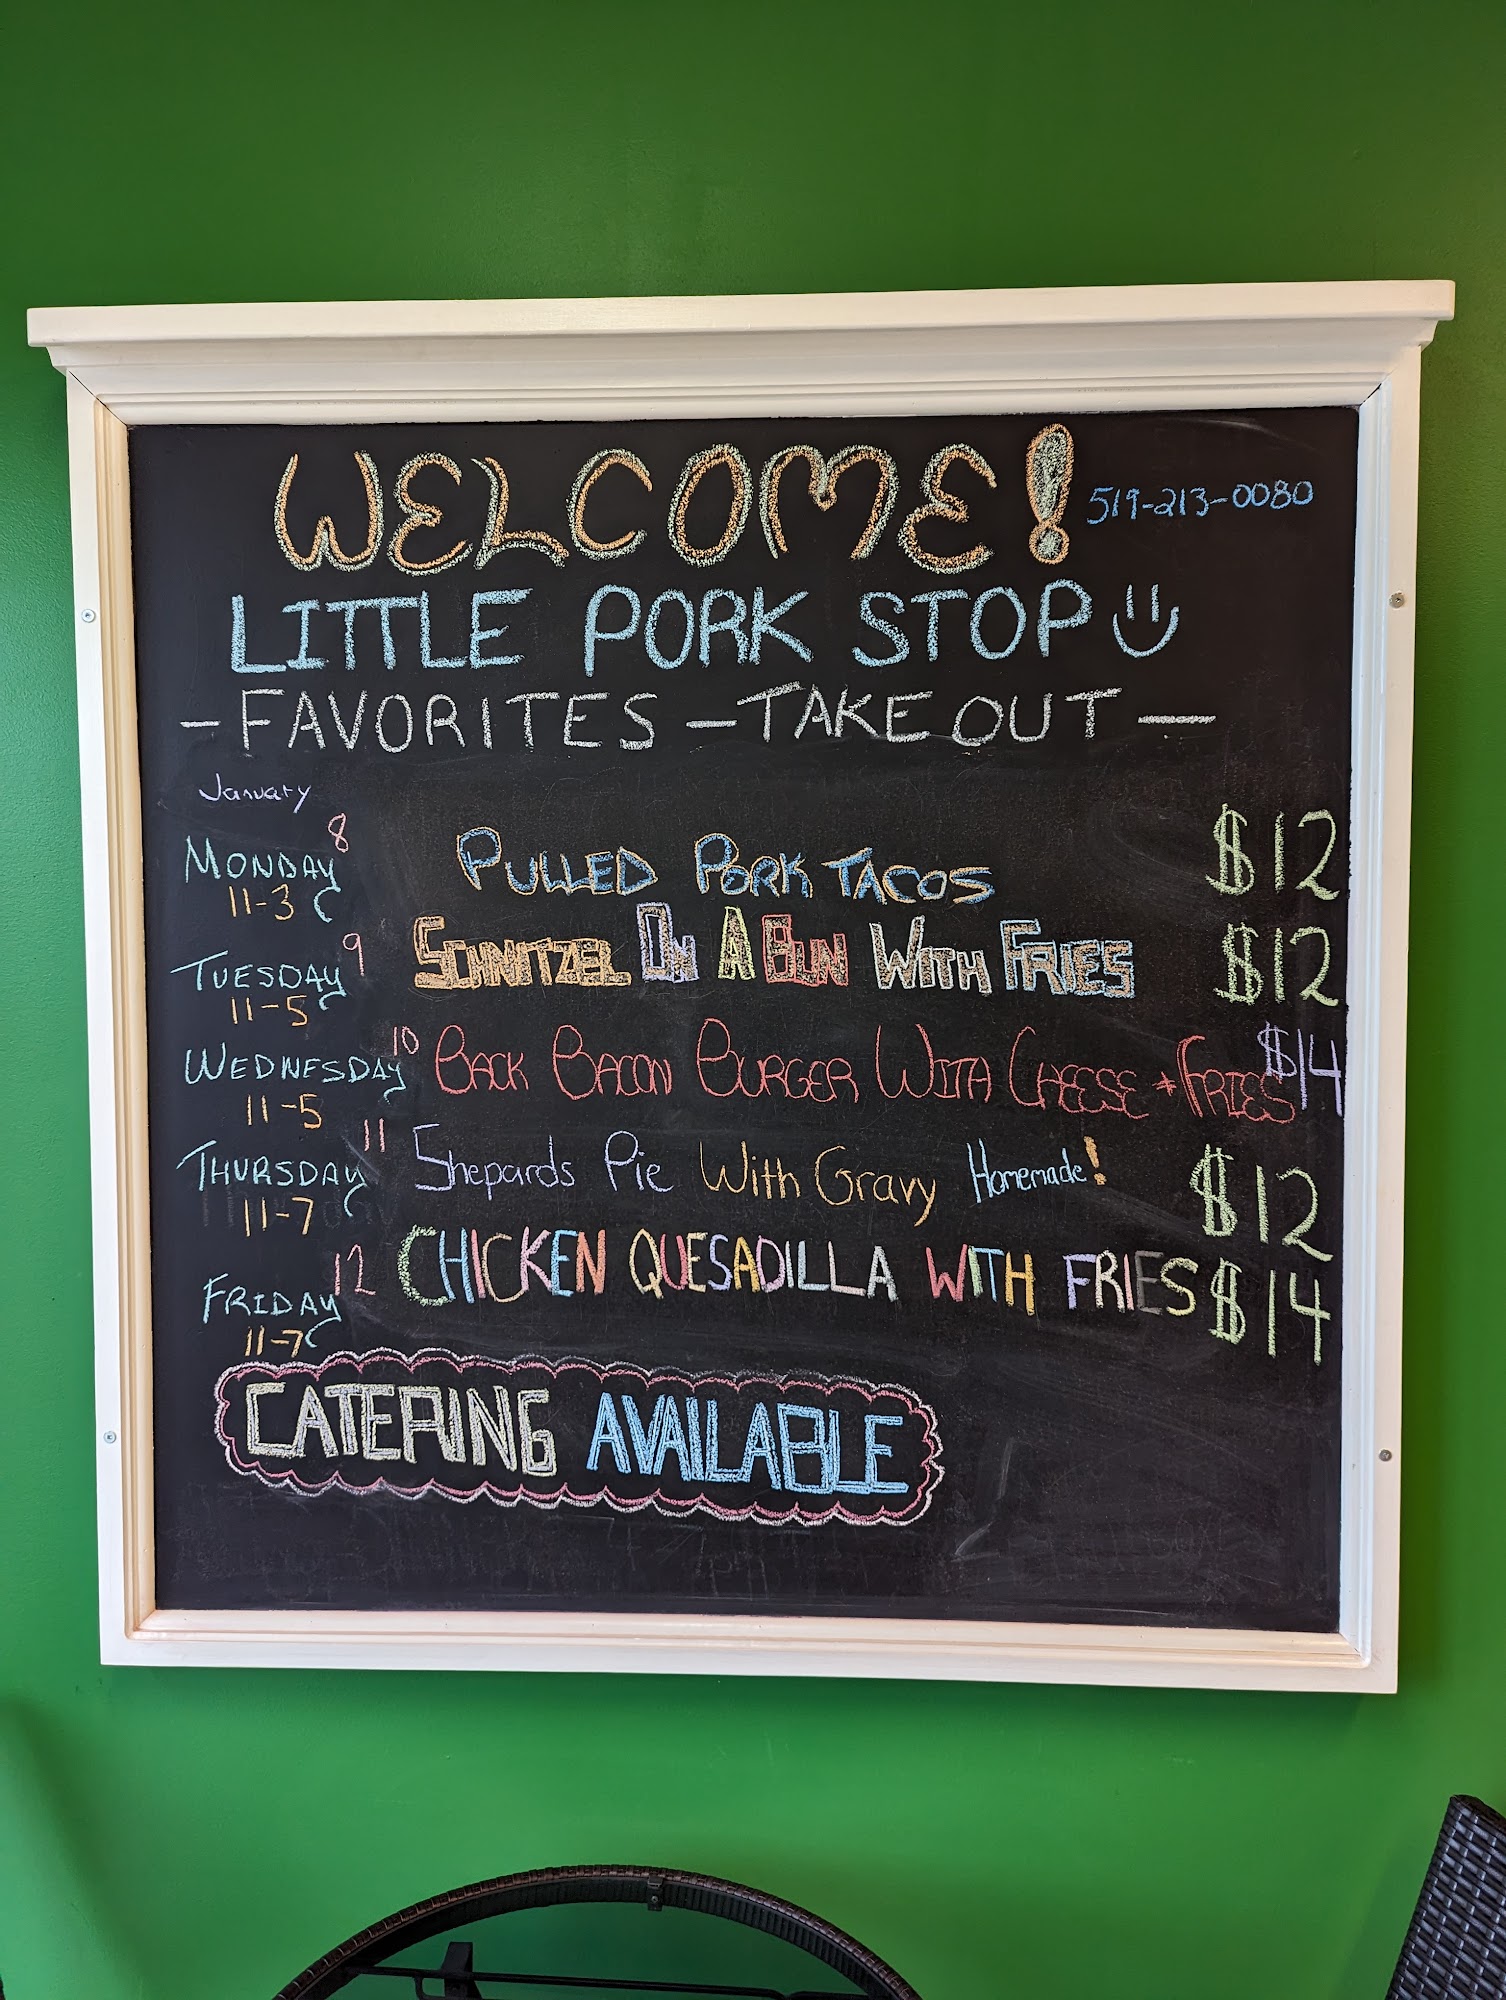 WELCOME! 519-213-0080
LITTLE PORK STOP
-FAVORITES -TAKE OUT-
January
MONDAY 8 PULLED PORK TACOS $12
11-3
TUESDAY 9 SCHNITZEL ON A BUN WITH FRIES $12
11-5
WEDNESDAY 10 BACK BACON BURGER WITH CHEESE + FRIES $14
11-5
THURSDAY 11 Shepards Pie With Gravy Homemade! $12
11-7
FRIDAY 12 CHICKEN QUESADILLA WITH FRIES $14
11-7
CATERING AVAILABLE